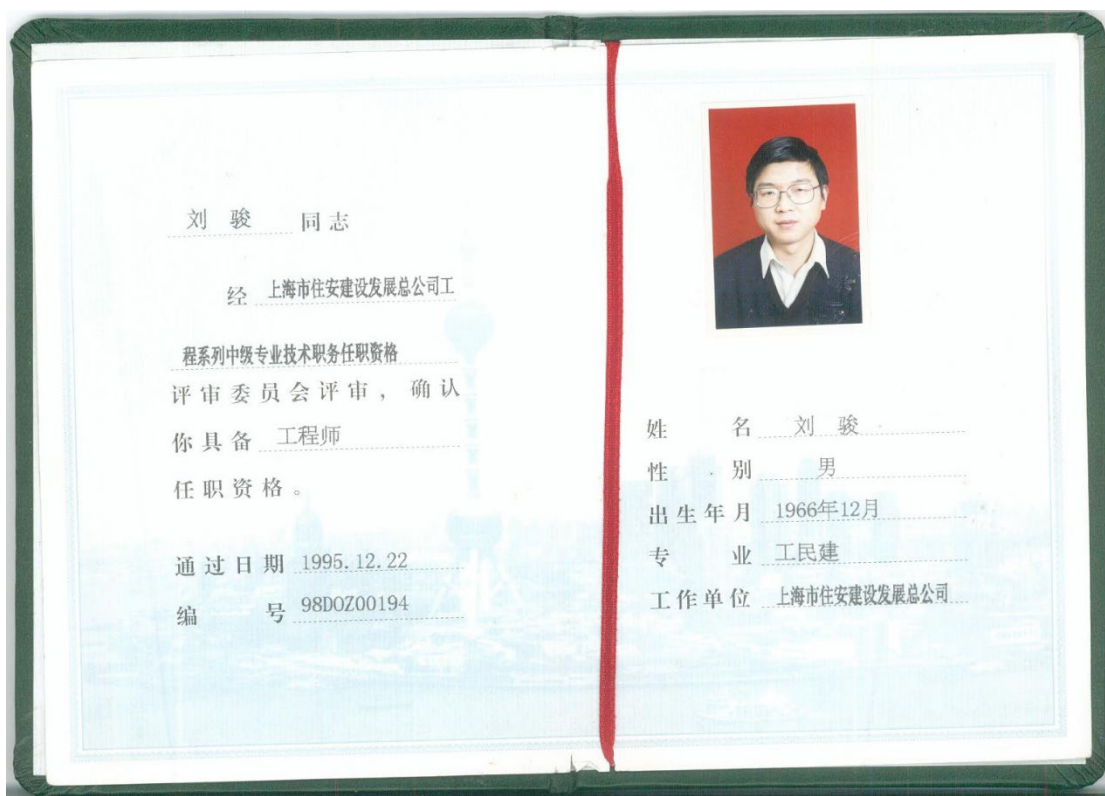 刘 骏 同志
经 上海市住安建设发展总公司工
程系列中级专业技术职务任职资格
评审委员会评审，确认
你具备 工程师
任职资格。
通过日期 1995.12.22
编 号 98DOZ00194
姓 名 刘 骏
性 别 男
出生年月 1966年12月
专 业 工民建
工作单位 上海市住安建设发展总公司